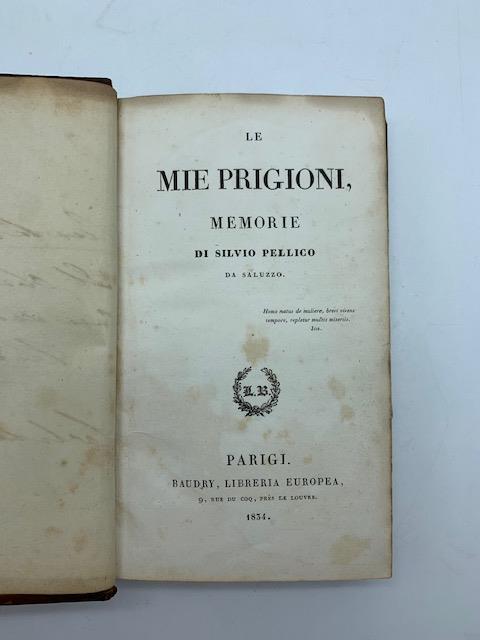 LE
MIE PRIGIONI,
MEMORIE
DI SILVIO PELLICO
DA SALUZZO.
Homo natus de muliere, brevi vivens
tempore, repletur multis miseriis.
Job.
L.B.
PARIGI.
BAUDRY, LIBRERIA EUROPEA,
9, RUE DU COQ, PRÈS LE LOUVRE.
1834.